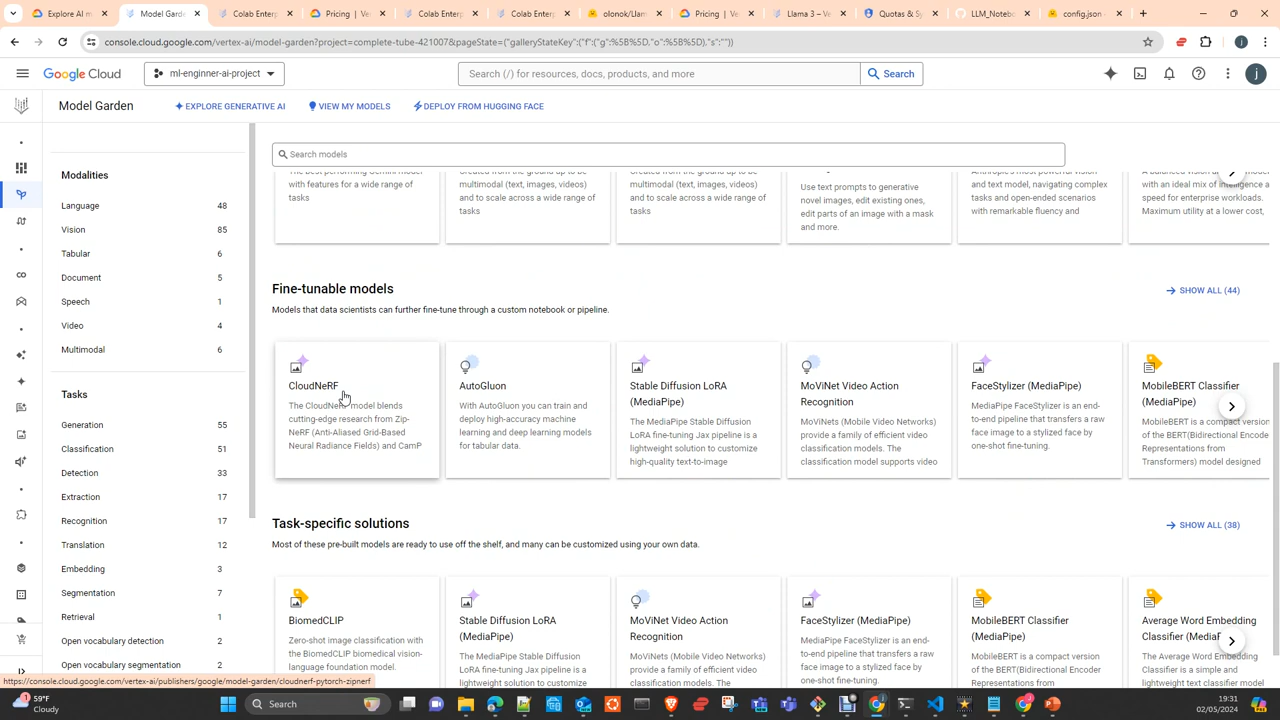 Explore AI m
Model Garden
Colab Enterp
Pricing | Ve
Colab Enterp
Colab Enterp
olonok/Llam
Pricing | Ve
Llama 3 – Ve
Quotas & Sy
LLM_Notebo
config.json
console.cloud.google.com/vertex-ai/model-garden?project=complete-tube-421007&pageState=("galleryStateKey":("f":("g":%5B%5D,"o":%5B%5D),"s":""))
Google Cloud
ml-enginner-ai-project
Search (/) for resources, docs, products, and more
Search
j
Model Garden
EXPLORE GENERATIVE AI
VIEW MY MODELS
DEPLOY FROM HUGGING FACE
Search models
Modalities
Language 48
Vision 85
Tabular 6
Document 5
Speech 1
Video 4
Multimodal 6
Tasks
Generation 55
Classification 51
Detection 33
Extraction 17
Recognition 17
Translation 12
Embedding 3
Segmentation 7
Retrieval 1
Open vocabulary detection 2
Open vocabulary segmentation 2
The best performing Gemini model
with features for a wide range of
tasks
Created from the ground up to be
multimodal (text, images, videos)
and to scale across a wide range of
tasks
Created from the ground up to be
multimodal (text, images, videos)
and to scale across a wide range of
tasks
Use text prompts to generative
novel images, edit existing ones,
edit parts of an image with a mask
and more.
Anthropic's most powerful vision
and text model, navigating complex
tasks and open-ended scenarios
with remarkable fluency and
with an ideal mix of intelligence a
speed for enterprise workloads.
Maximum utility at a lower cost,
Fine-tunable models
SHOW ALL (44)
Models that data scientists can further fine-tune through a custom notebook or pipeline.
CloudNeRF
The CloudNeRF model blends
cutting-edge research from Zip-
NeRF (Anti-Aliased Grid-Based
Neural Radiance Fields) and CamP
AutoGluon
With AutoGluon you can train and
deploy high-accuracy machine
learning and deep learning models
for tabular data.
Stable Diffusion LoRA
(MediaPipe)
The MediaPipe Stable Diffusion
LoRA fine-tuning Jax pipeline is a
lightweight solution to customize
high-quality text-to-image
MoViNet Video Action
Recognition
MoViNets (Mobile Video Networks)
provide a family of efficient video
classification models. The
classification model supports video
FaceStylizer (MediaPipe)
MediaPipe FaceStylizer is an end-
to-end pipeline that transfers a raw
face image to a stylized face by
one-shot fine-tuning.
MobileBERT Classifier
(MediaPipe)
MobileBERT is a compact version
of the BERT(Bidirectional Encode
Representations from
Transformers) model designed
Task-specific solutions
SHOW ALL (38)
Most of these pre-built models are ready to use off the shelf, and many can be customized using your own data.
BiomedCLIP
Zero-shot image classification with
the BiomedCLIP biomedical vision-
language foundation model.
Stable Diffusion LoRA
(MediaPipe)
The MediaPipe Stable Diffusion
LoRA fine-tuning Jax pipeline is a
lightweight solution to customize
MoViNet Video Action
Recognition
MoViNets (Mobile Video Networks)
provide a family of efficient video
classification models. The
FaceStylizer (MediaPipe)
MediaPipe FaceStylizer is an end-
to-end pipeline that transfers a raw
face image to a stylized face by
one-shot fine-tuning.
MobileBERT Classifier
(MediaPipe)
MobileBERT is a compact version
of the BERT(Bidirectional Encode
Representations from
Average Word Embedding
Classifier (MediaPi
The Average Word Embedding
Classifier is a simple and
lightweight text classifier model
https://console.cloud.google.com/vertex-ai/publishers/google/model-garden/cloudnerf-pytorch-zipnerf
59°F
Cloudy
Search
19:31
02/05/2024